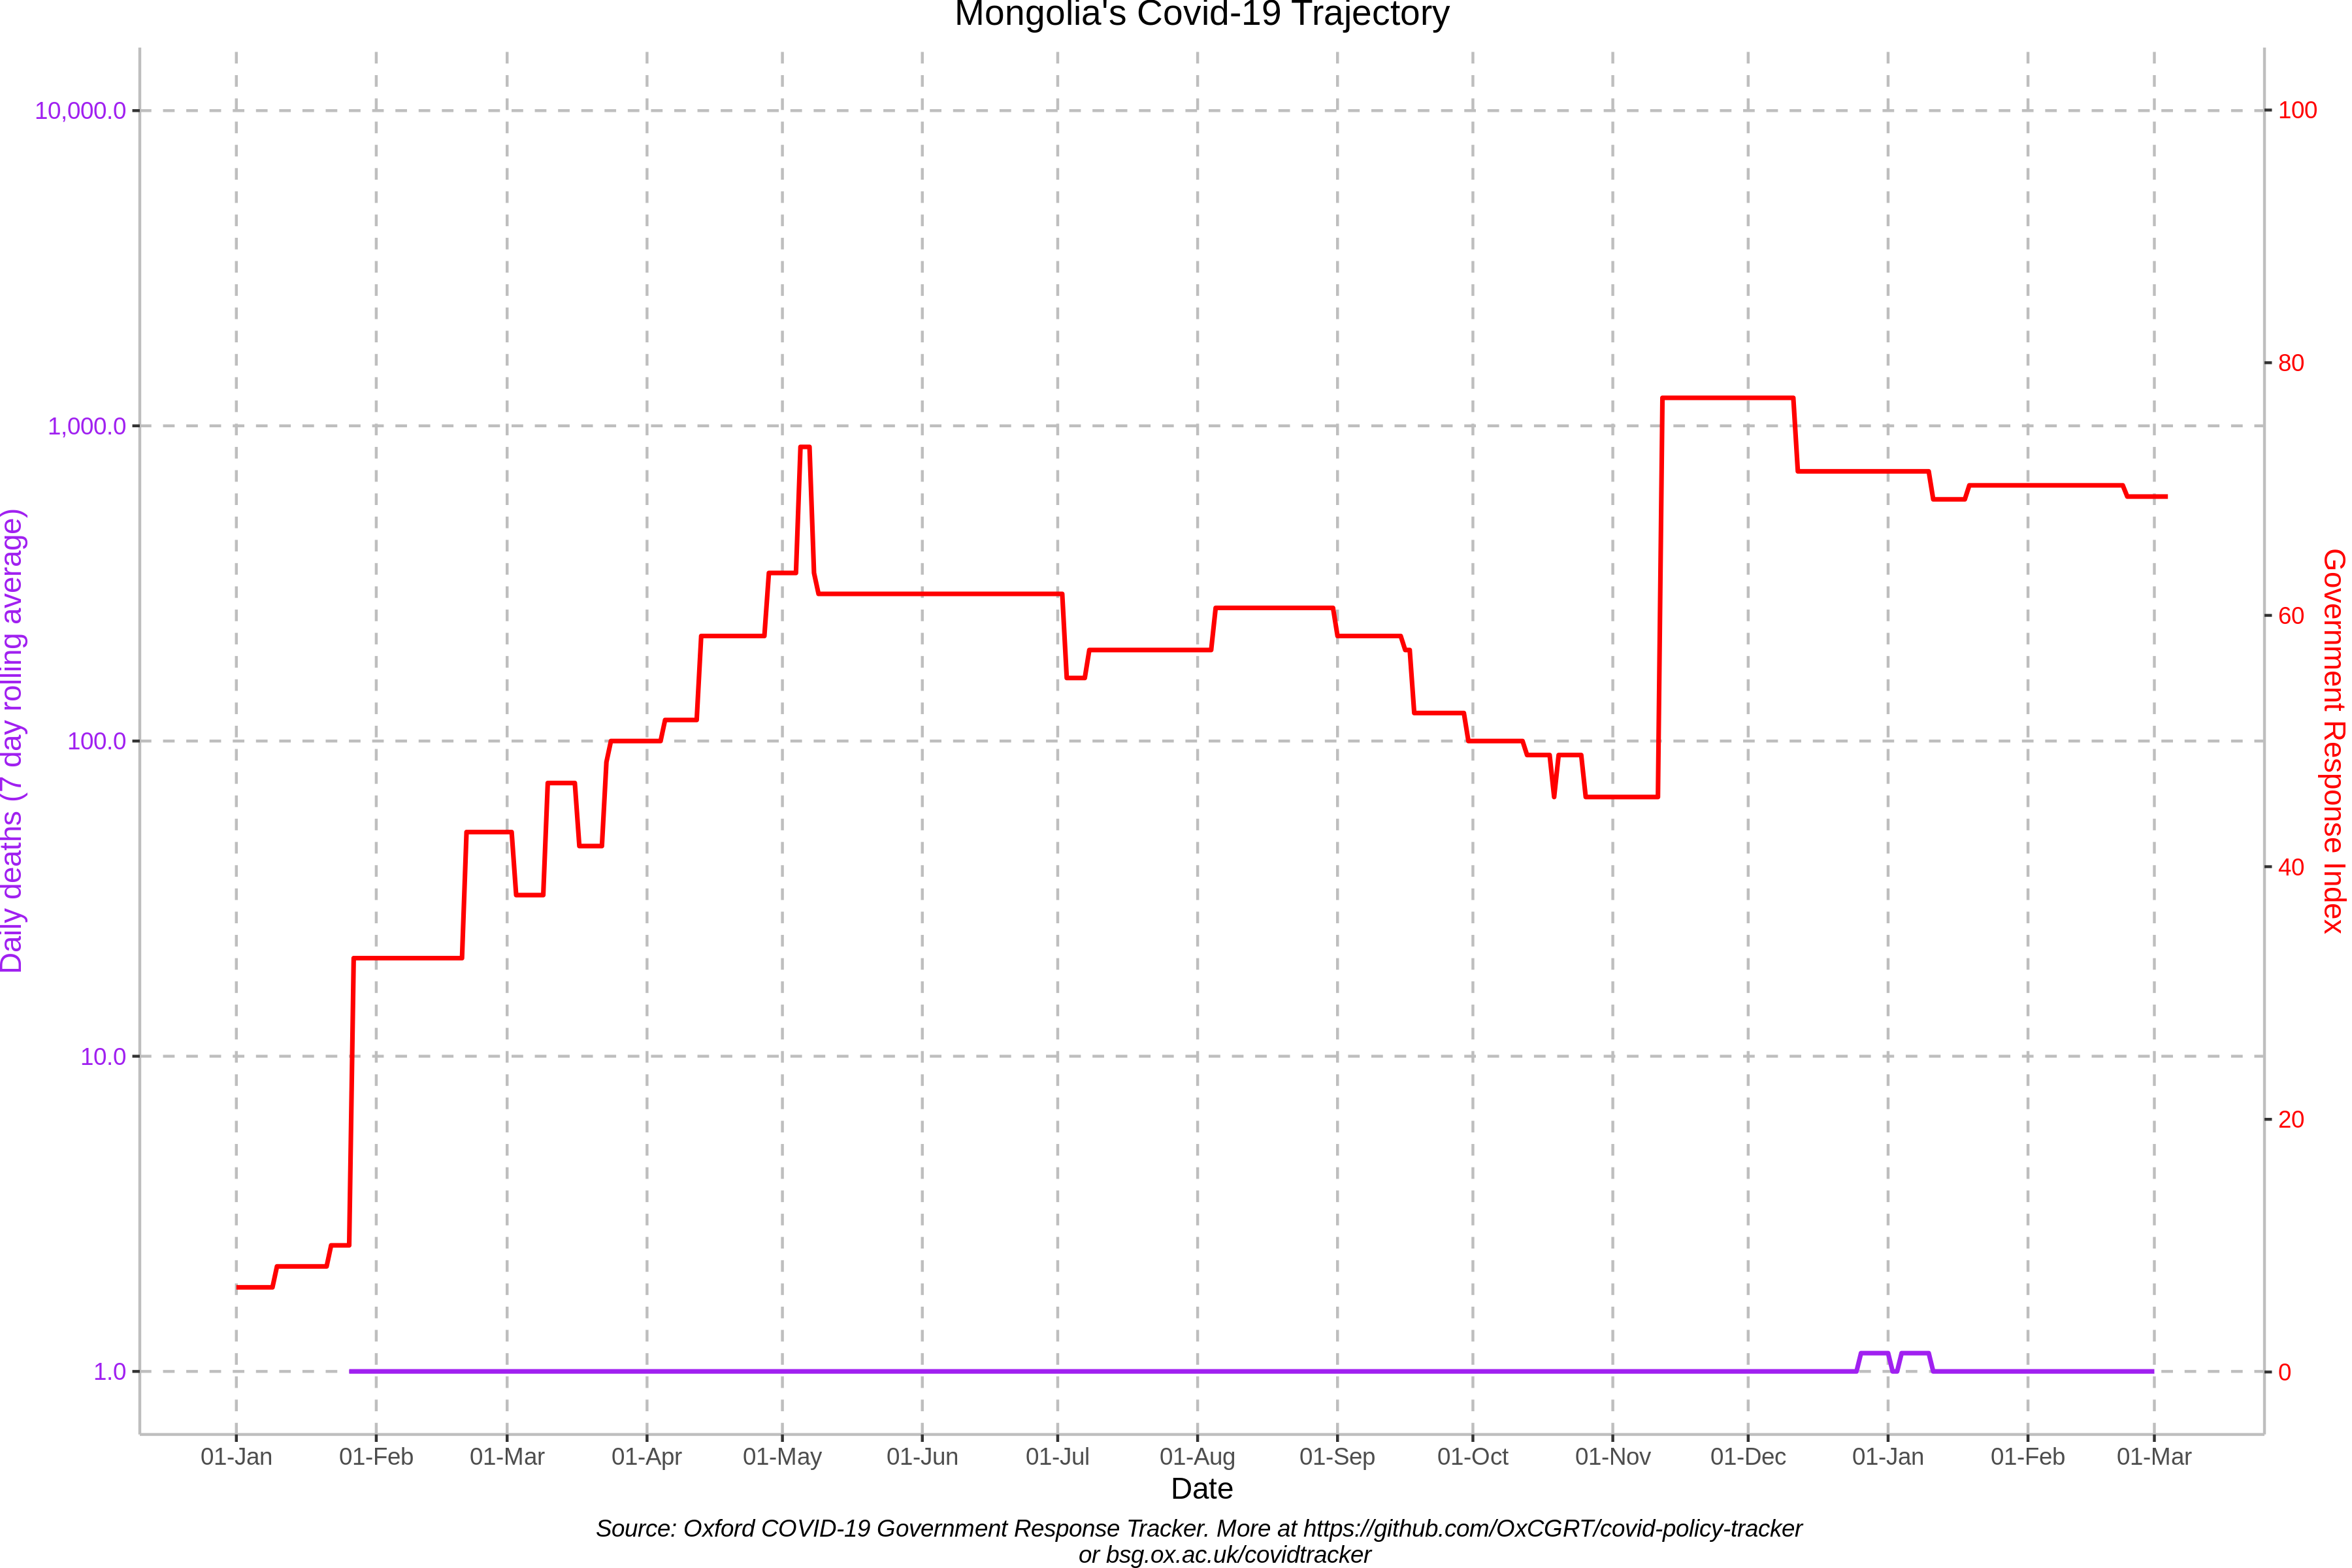 Mongolia's Covid-19 Trajectory
10,000.0
1,000.0
100.0
10.0
1.0
Daily deaths (7 day rolling average)
100
80
60
40
20
0
Government Response Index
01-Jan 01-Feb 01-Mar 01-Apr 01-May 01-Jun 01-Jul 01-Aug 01-Sep 01-Oct 01-Nov 01-Dec 01-Jan 01-Feb 01-Mar
Date
Source: Oxford COVID-19 Government Response Tracker. More at https://github.com/OxCGRT/covid-policy-tracker
or bsg.ox.ac.uk/covidtracker